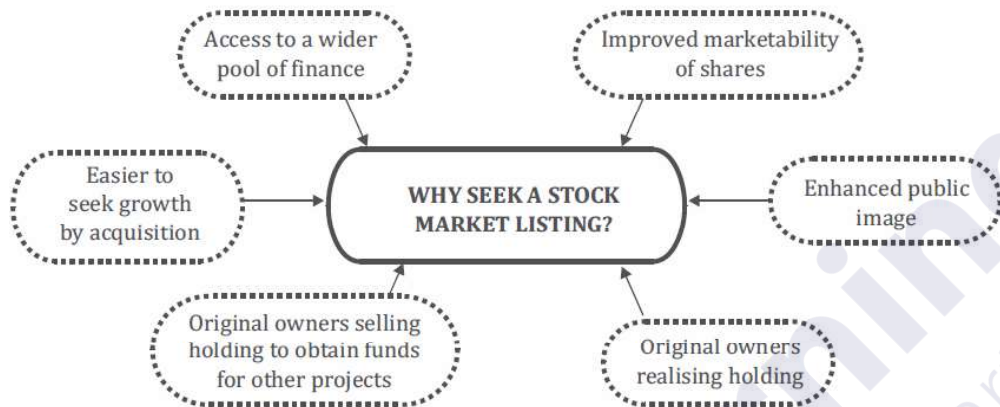 Access to a wider
pool of finance
Improved marketability
of shares
Easier to
seek growth
by acquisition
WHY SEEK A STOCK
MARKET LISTING?
Enhanced public
image
Original owners selling
holding to obtain funds
for other projects
Original owners
realising holding